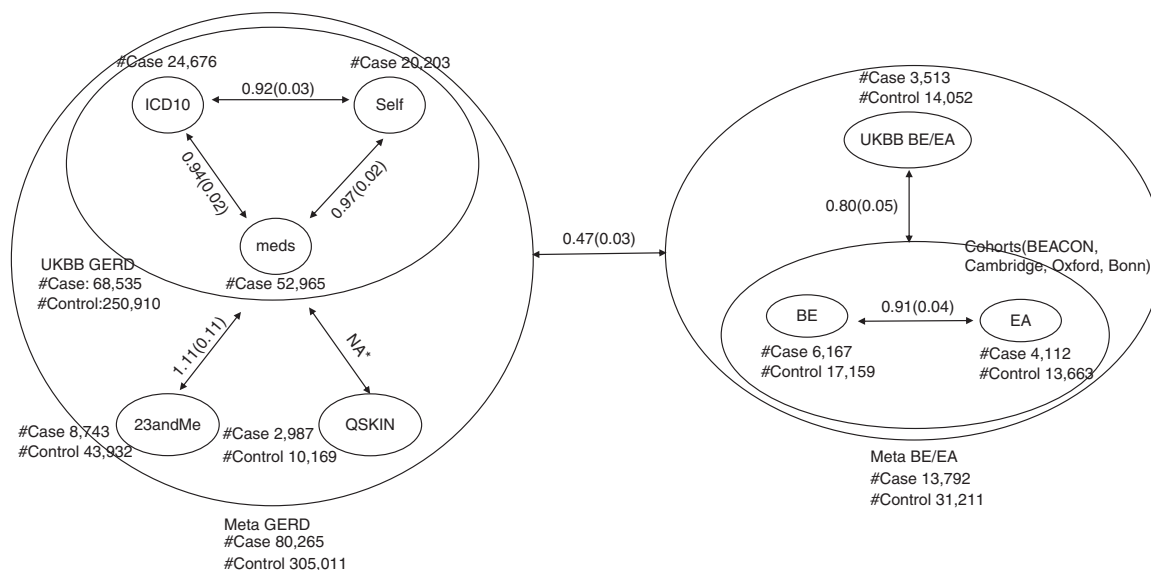 #Case 24,676
#Case 20,203
ICD10
0.92(0.03)
Self
0.94(0.02)
0.97(0.02)
meds
UKBB GERD
#Case: 68,535
#Control:250,910
#Case 52,965
1.11(0.11)
NA*
23andMe
#Case 8,743
#Control 43,932
QSKIN
#Case 2,987
#Control 10,169
Meta GERD
#Case 80,265
#Control 305,011
0.47(0.03)
#Case 3,513
#Control 14,052
UKBB BE/EA
0.80(0.05)
Cohorts(BEACON,
Cambridge, Oxford, Bonn)
BE
0.91(0.04)
EA
#Case 6,167
#Control 17,159
#Case 4,112
#Control 13,663
Meta BE/EA
#Case 13,792
#Control 31,211